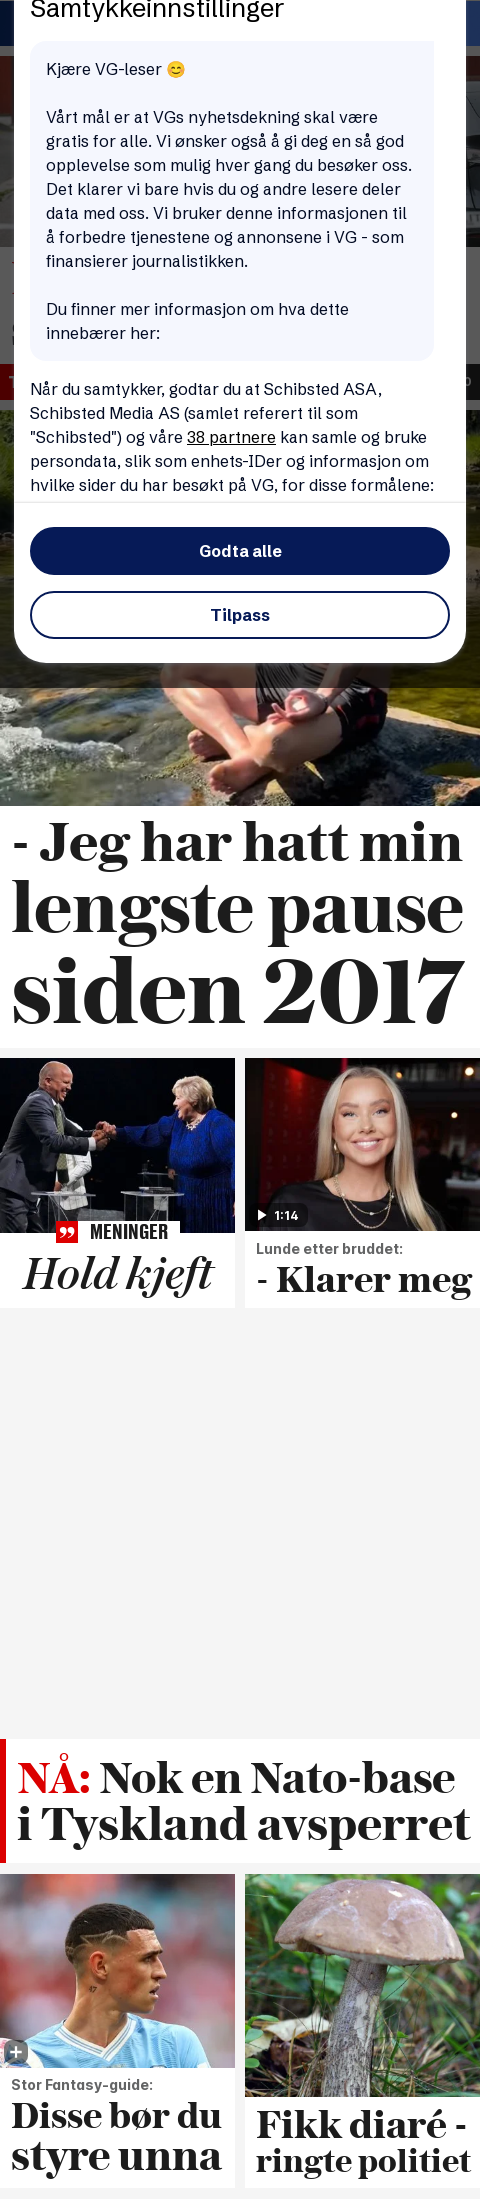 Samtykkeinnstillinger
Kjære VG-leser 😊
Vårt mål er at VGs nyhetsdekning skal være
gratis for alle. Vi ønsker også å gi deg en så god
opplevelse som mulig hver gang du besøker oss.
Det klarer vi bare hvis du og andre lesere deler
data med oss. Vi bruker denne informasjonen til
å forbedre tjenestene og annonsene i VG - som
finansierer journalistikken.
Du finner mer informasjon om hva dette
innebærer her:
Når du samtykker, godtar du at Schibsted ASA,
Schibsted Media AS (samlet referert til som
"Schibsted") og våre 38 partnere kan samle og bruke
persondata, slik som enhets-IDer og informasjon om
hvilke sider du har besøkt på VG, for disse formålene:
Godta alle
Tilpass
- Jeg har hatt min
lengste pause
siden 2017
MENINGER
Hold kjeft
1:14
Lunde etter bruddet:
- Klarer meg
NÅ: Nok en Nato-base
i Tyskland avsperret
Stor Fantasy-guide:
Disse bør du
styre unna
Fikk diaré -
ringte politiet